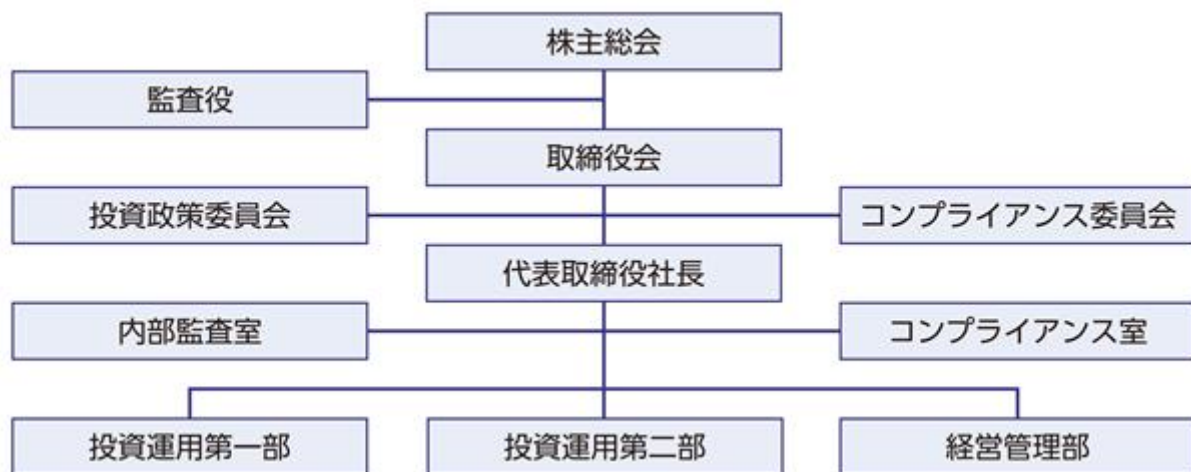 株主総会
監査役
取締役会
投資政策委員会
コンプライアンス委員会
代表取締役社長
内部監査室
コンプライアンス室
投資運用第一部
投資運用第二部
経営管理部